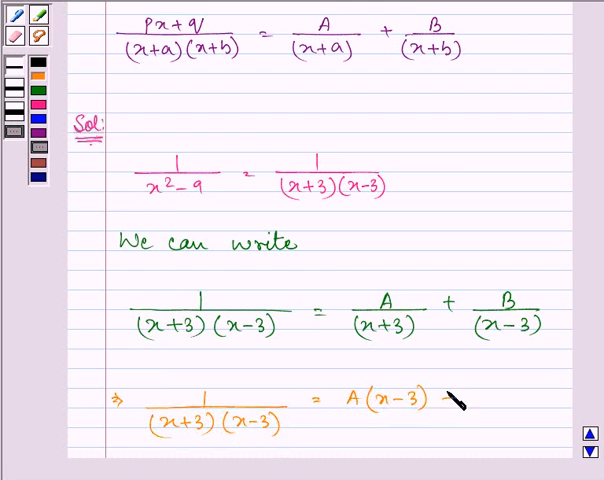 px+q/(x+a)(x+b) = A/(x+a) + B/(x+b)
Sol:
1/x²-9 = 1/(x+3)(x-3)
We can write
1/(x+3)(x-3) = A/(x+3) + B/(x-3)
⇒ 1/(x+3)(x-3) = A(x-3) -